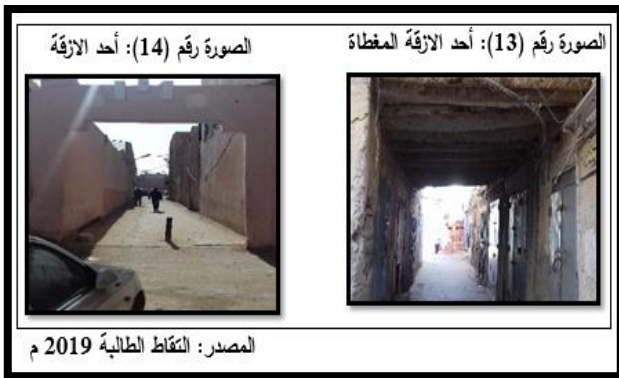 الصورة رقم (13): أحد الازقة المغطاة
الصورة رقم (14): أحد الازقة
المصدر: التقاط الطالبة 2019 م